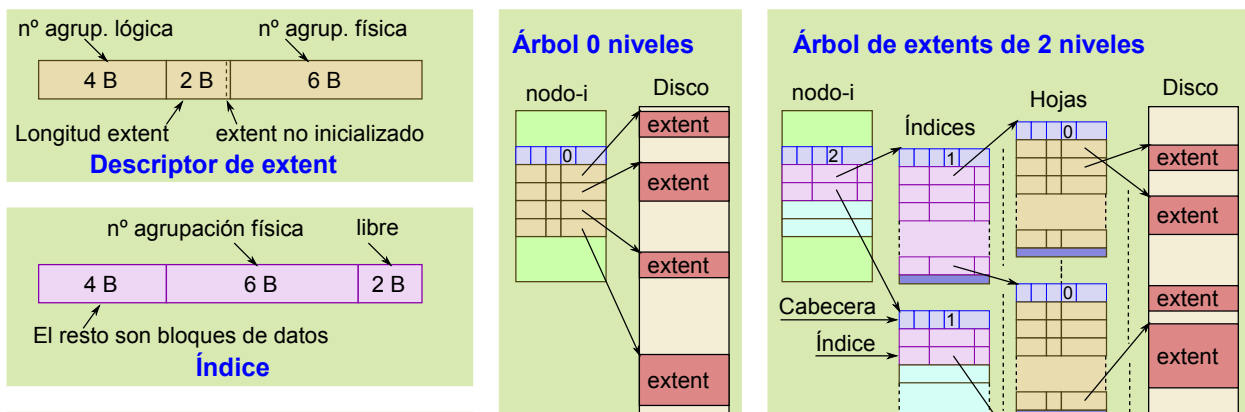 nº agrup. lógica
nº agrup. física
4 B
2 B
6 B
Longitud extent
extent no inicializado
Descriptor de extent
nº agrupación física
libre
4 B
6 B
2 B
El resto son bloques de datos
Índice
Árbol 0 niveles
nodo-i
Disco
0
extent
extent
extent
extent
Árbol de extents de 2 niveles
nodo-i
Índices
Hojas
Disco
2
1
0
extent
extent
Cabecera
1
0
extent
Índice
extent